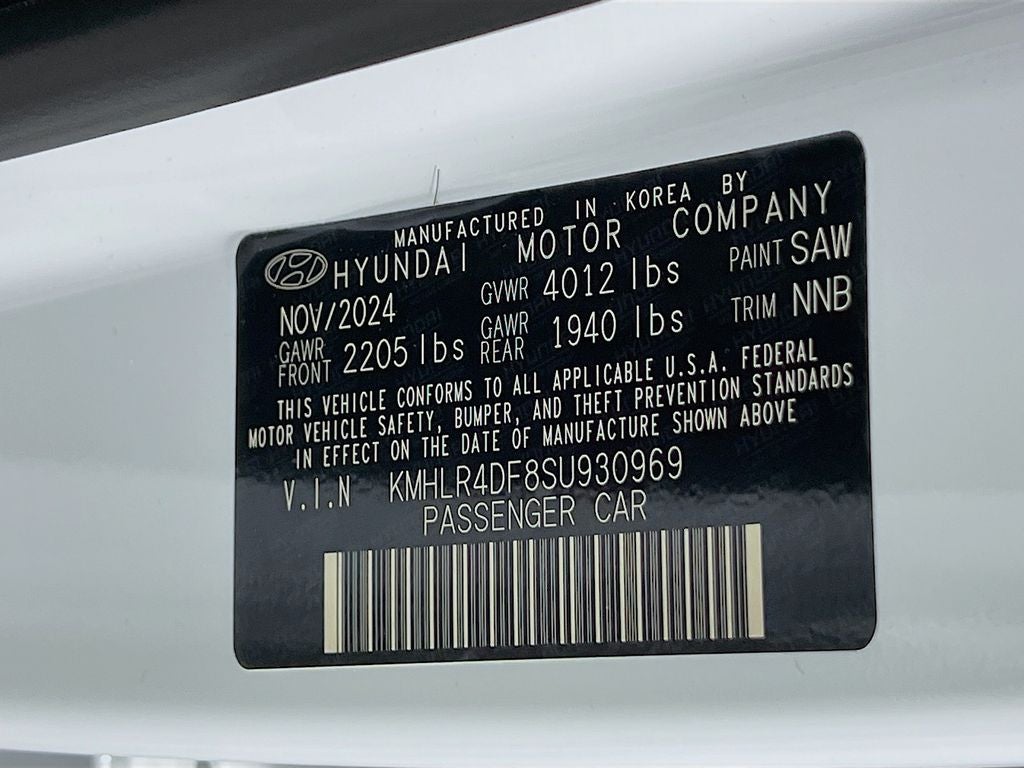 MANUFACTURED IN KOREA BY
HYUNDAI MOTOR COMPANY
NOV/2024 GVWR 4012 lbs PAINT SAW
GAWR FRONT 2205 lbs GAWR REAR 1940 lbs TRIM NNB
THIS VEHICLE CONFORMS TO ALL APPLICABLE U.S.A. FEDERAL
MOTOR VEHICLE SAFETY, BUMPER, AND THEFT PREVENTION STANDARDS
IN EFFECT ON THE DATE OF MANUFACTURE SHOWN ABOVE
V.I.N KMHLR4DF8SU930969
PASSENGER CAR